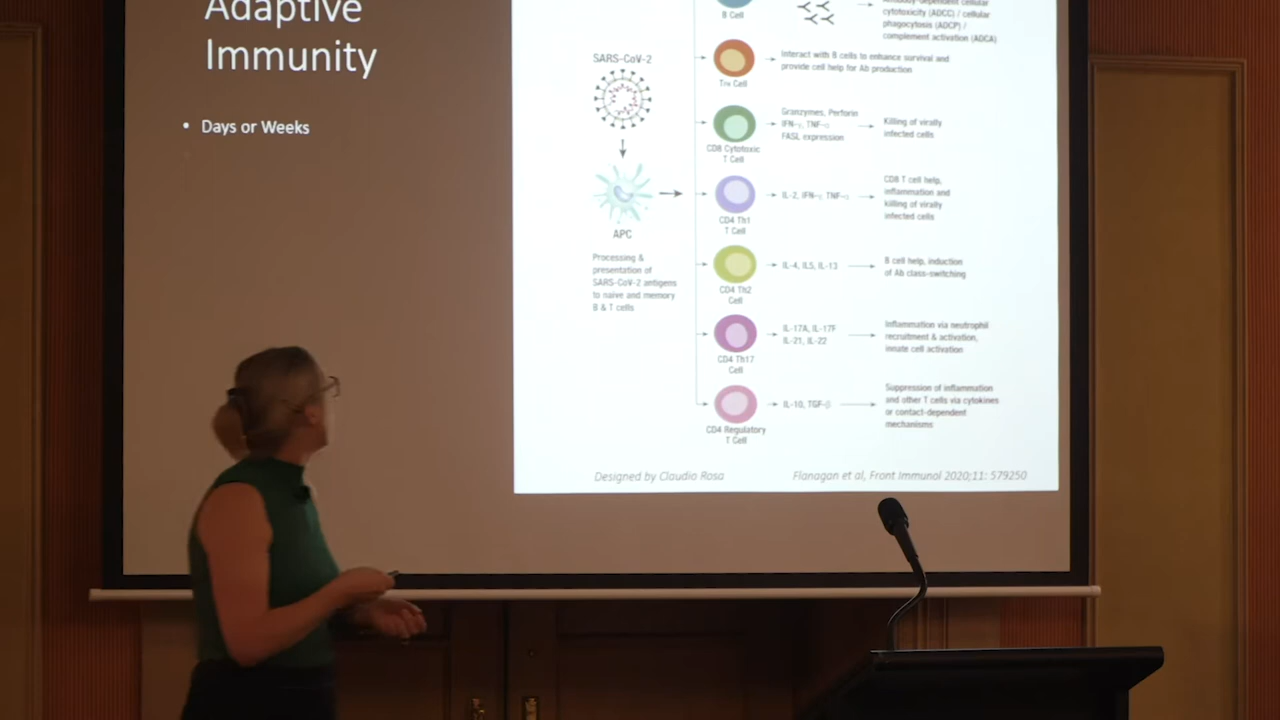 Adaptive
Immunity
• Days or Weeks
SARS-CoV-2
APC
Processing &
presentation of
SARS-CoV-2 antigens
to naive and memory
B & T cells
B Cell
Antibody-dependent cellular
cytotoxicity (ADCC) / cellular
phagocytosis (ADCP) /
complement activation (ADCA)
Cell
Interact with B cells to enhance survival and
provide cell help for Ab production
CD8 Cytotoxic
T Cell
Granzymes, Perforin
IFN-γ, TNF-α
FASL expression
Killing of virally
infected cells
CD4 Th1
T Cell
IL-2, IFN-γ TNF-α
CD8 T cell help,
inflammation and
killing of virally
infected cells
CD4 Th2
Cell
IL-4, IL5, IL-13
B cell help, induction
of Ab class-switching
CD4 Th17
Cell
IL-17A, IL-17F
IL-21, IL-22
Inflammation via neutrophil
recruitment & activation,
innate cell activation
CD4 Regulatory
T Cell
IL-10, TGF-β
Suppression of inflammation
and other T cells via cytokines
or contact-dependent
mechanisms
Designed by Claudio Rosa
Flanagan et al, Front Immunol 2020;11: 579250